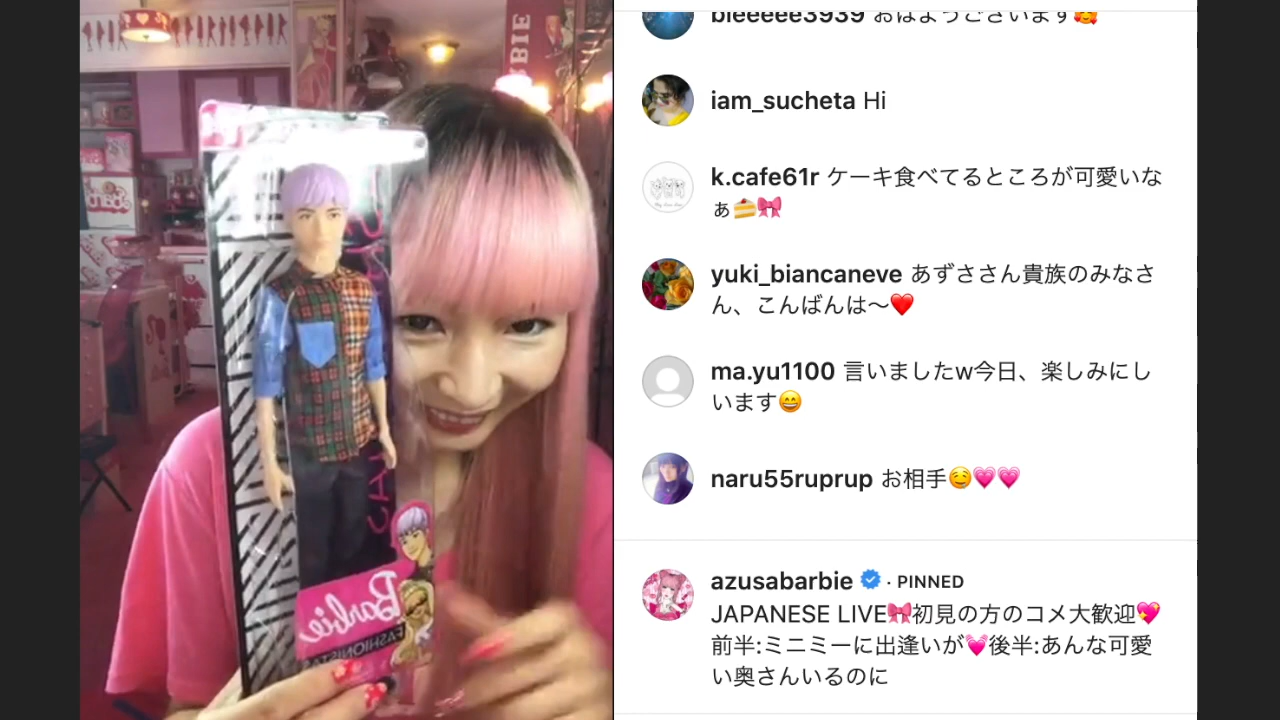 BARBIE
Barbie
FASHIONISTAS
bleeeee3939 おはようございます🥰
iam_sucheta Hi
k.cafe61r ケーキ食べてるところが可愛いな
ぁ🍰🎀
yuki_biancaneve あずささん貴族のみなさ
ん、こんばんは〜❤️
ma.yu1100 言いましたw今日、楽しみにし
います😄
naru55ruprup お相手☺️💗💗
azusabarbie · PINNED
JAPANESE LIVE🎀初見の方のコメ大歓迎💖
前半:ミニミーに出逢いが💓後半:あんな可愛
い奥さんいるのに